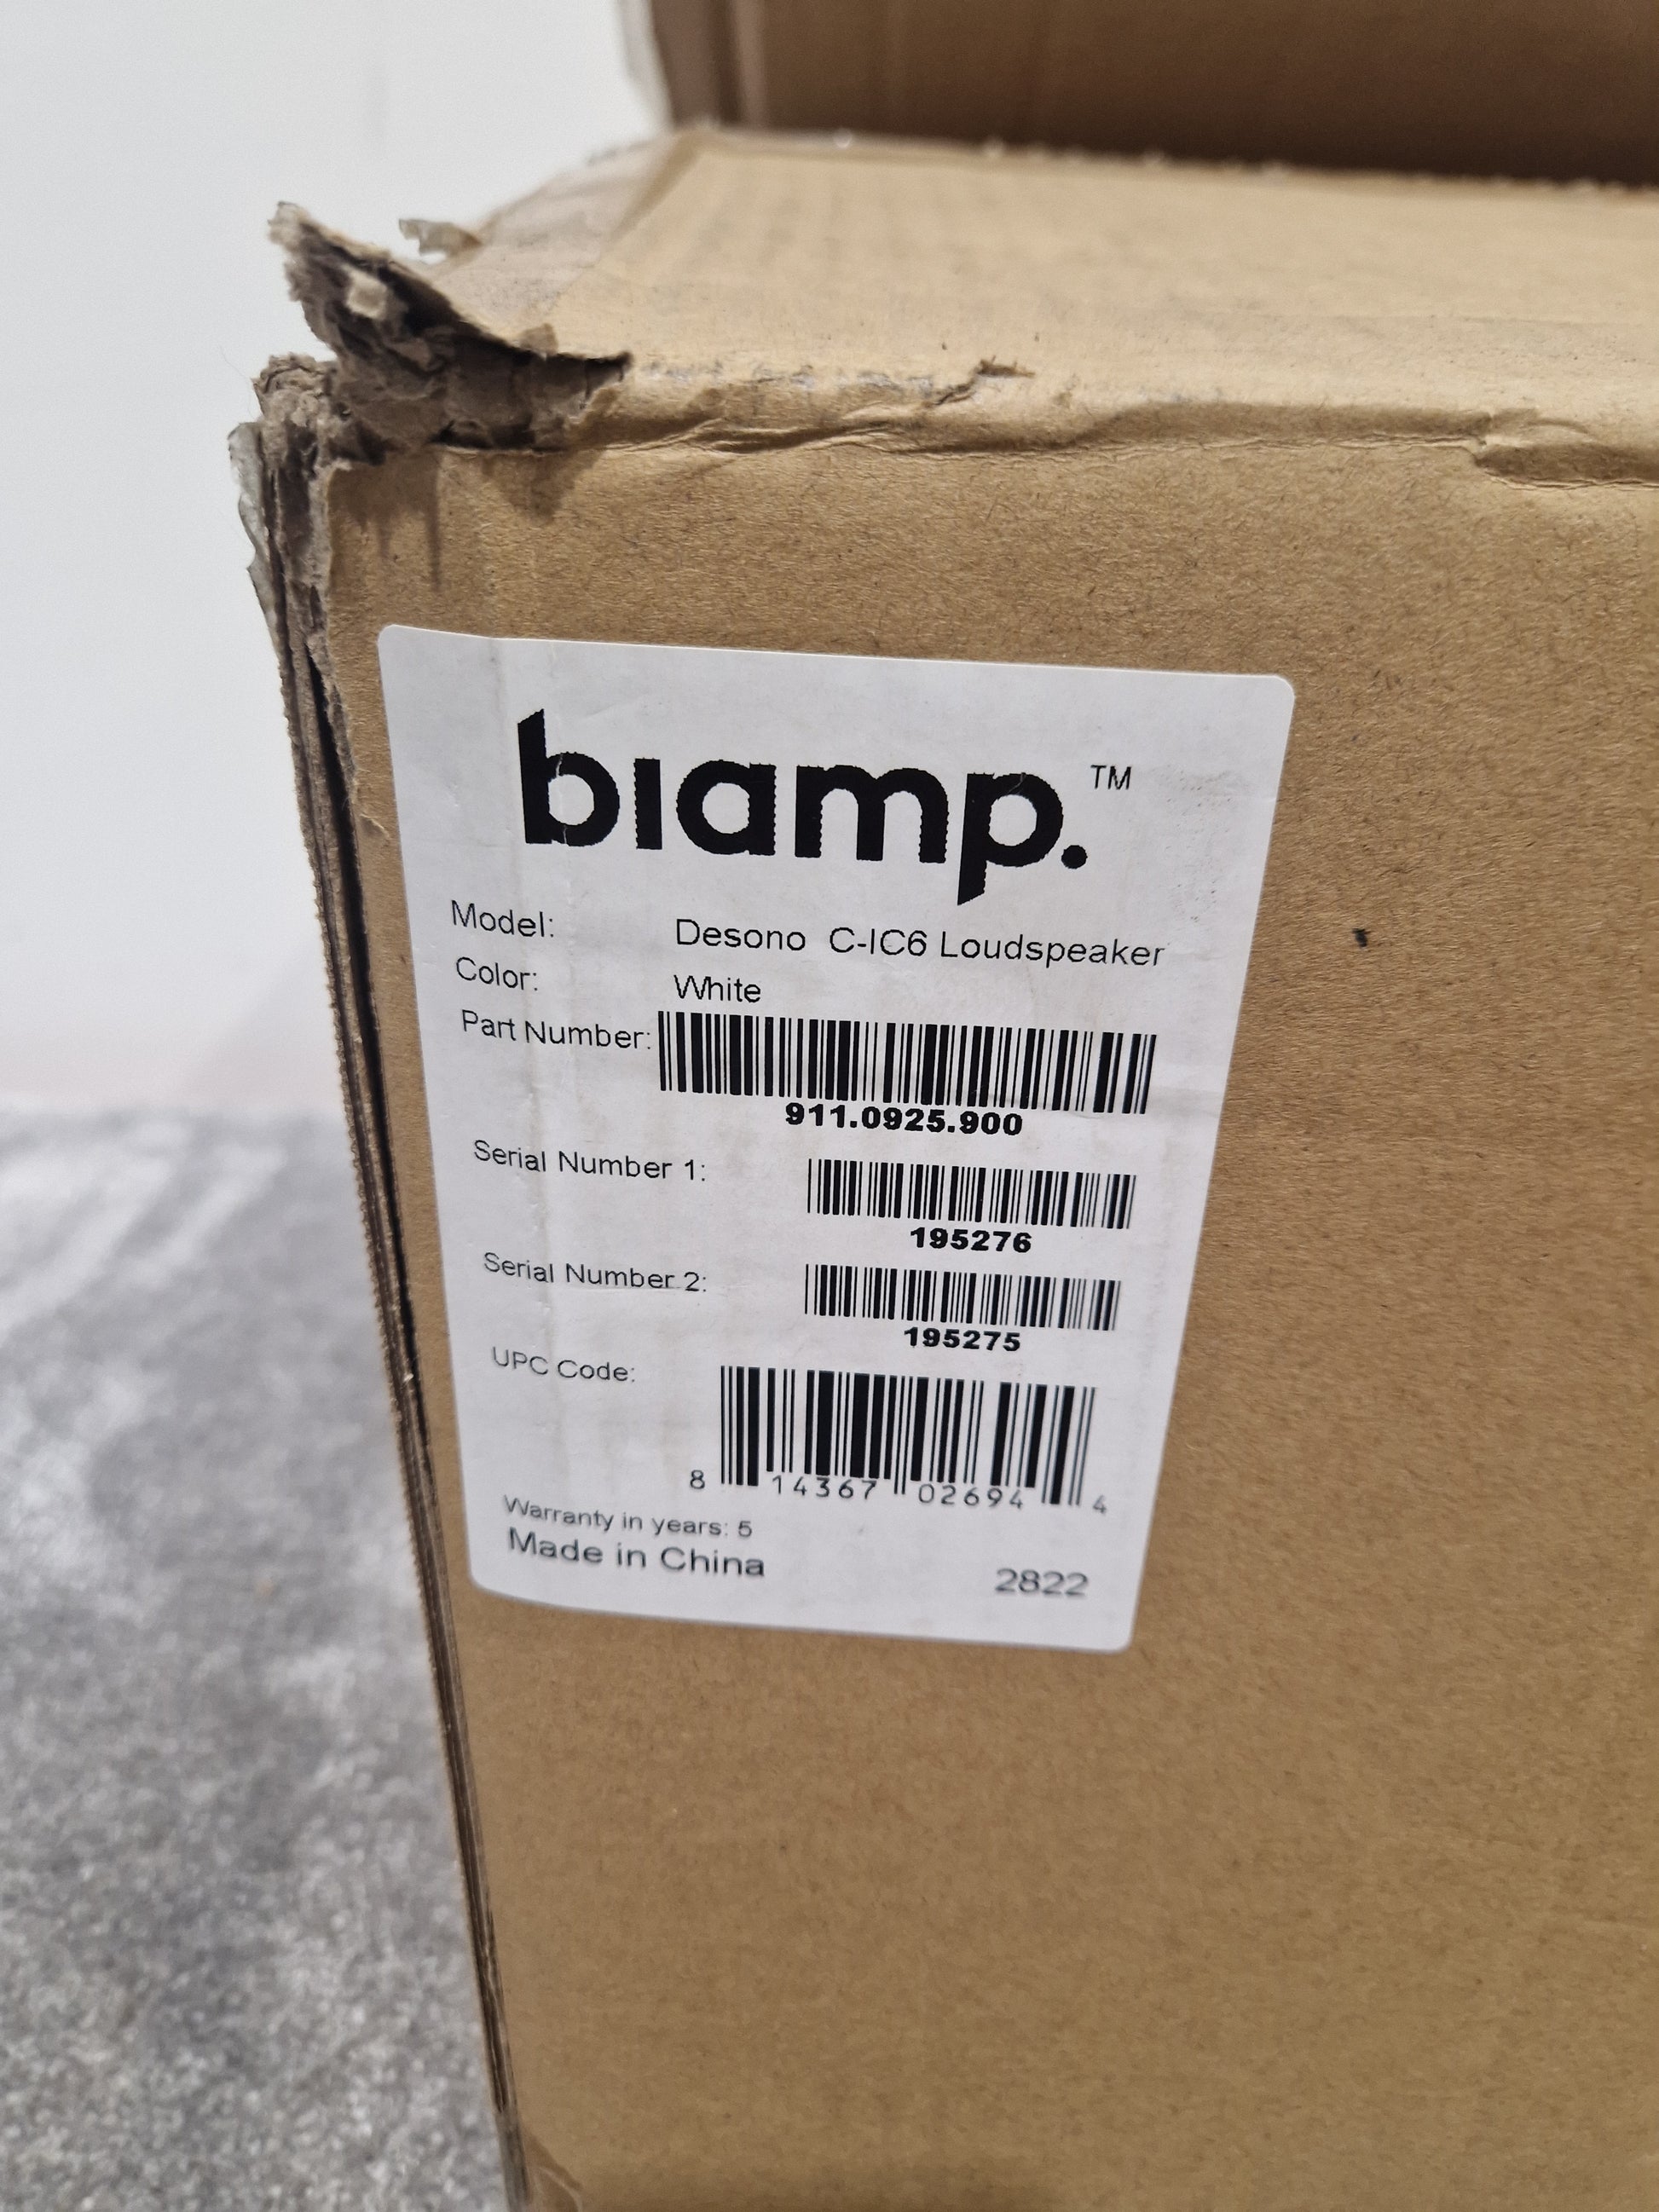 biamp.™
Model: Desono C-IC6 Loudspeaker
Color: White
Part Number:
911.0925.900
Serial Number 1:
195276
Serial Number 2:
195275
UPC Code:
8 14367 02694 4
Warranty in years: 5
Made in China 2822